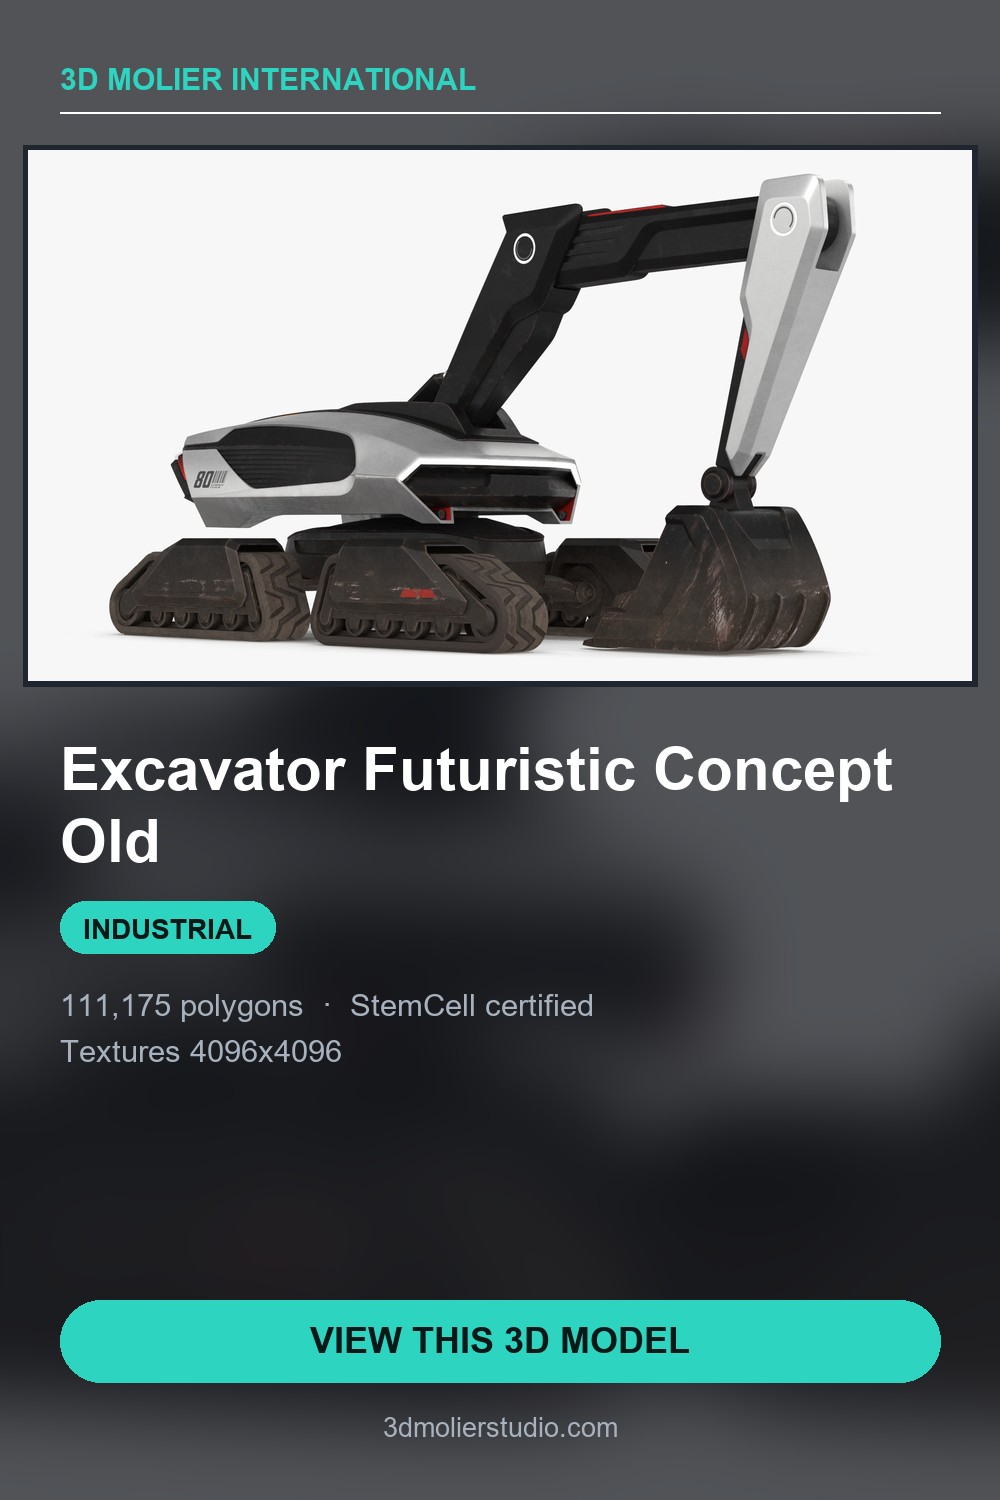 3D MOLIER INTERNATIONAL
80
Excavator Futuristic Concept
Old
INDUSTRIAL
111,175 polygons · StemCell certified
Textures 4096x4096
VIEW THIS 3D MODEL
3dmolierstudio.com